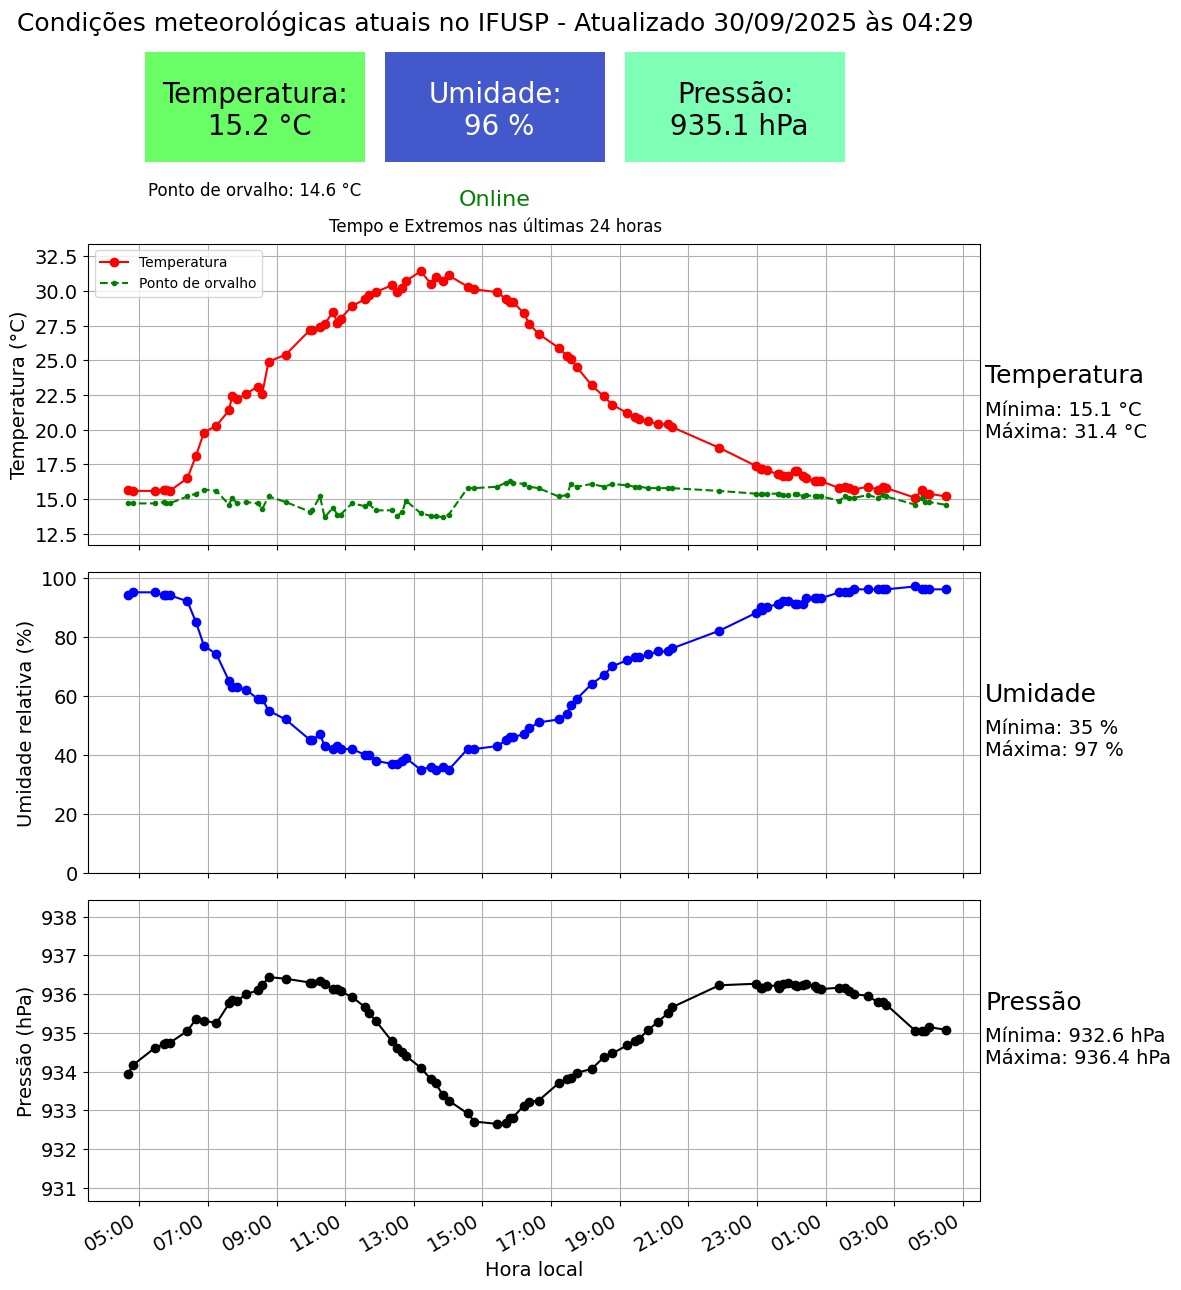 Condições meteorológicas atuais no IFUSP - Atualizado 30/09/2025 às 04:29
Temperatura:
15.2 °C
Umidade:
96 %
Pressão:
935.1 hPa
Ponto de orvalho: 14.6 °C
Online
Tempo e Extremos nas últimas 24 horas
Temperatura (°C)
32.5
30.0
27.5
25.0
22.5
20.0
17.5
15.0
12.5
Temperatura
Ponto de orvalho
Temperatura
Mínima: 15.1 °C
Máxima: 31.4 °C
Umidade relativa (%)
100
80
60
40
20
0
Umidade
Mínima: 35 %
Máxima: 97 %
Pressão (hPa)
938
937
936
935
934
933
932
931
Pressão
Mínima: 932.6 hPa
Máxima: 936.4 hPa
05:00
07:00
09:00
11:00
13:00
15:00
17:00
19:00
21:00
23:00
01:00
03:00
05:00
Hora local